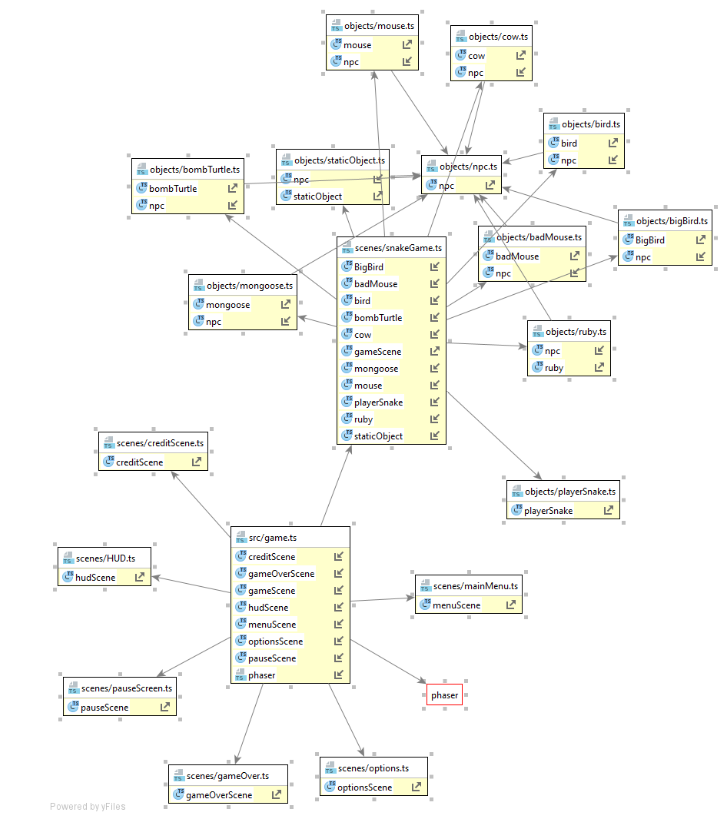 objects/mouse.ts
mouse
npc
objects/cow.ts
cow
npc
objects/bird.ts
bird
npc
objects/staticObject.ts
npc
staticObject
objects/npc.ts
npc
objects/bombTurtle.ts
bombTurtle
npc
objects/bigBird.ts
BigBird
npc
objects/badMouse.ts
badMouse
npc
scenes/snakeGame.ts
BigBird
badMouse
bird
bombTurtle
cow
gameScene
mongoose
mouse
playerSnake
ruby
staticObject
objects/mongoose.ts
mongoose
npc
objects/ruby.ts
npc
ruby
scenes/creditScene.ts
creditScene
objects/playerSnake.ts
playerSnake
src/game.ts
creditScene
gameOverScene
gameScene
hudScene
menuScene
optionsScene
pauseScene
phaser
scenes/HUD.ts
hudScene
scenes/mainMenu.ts
menuScene
scenes/pauseScreen.ts
pauseScene
phaser
scenes/gameOver.ts
gameOverScene
scenes/options.ts
optionsScene
Powered by yFiles